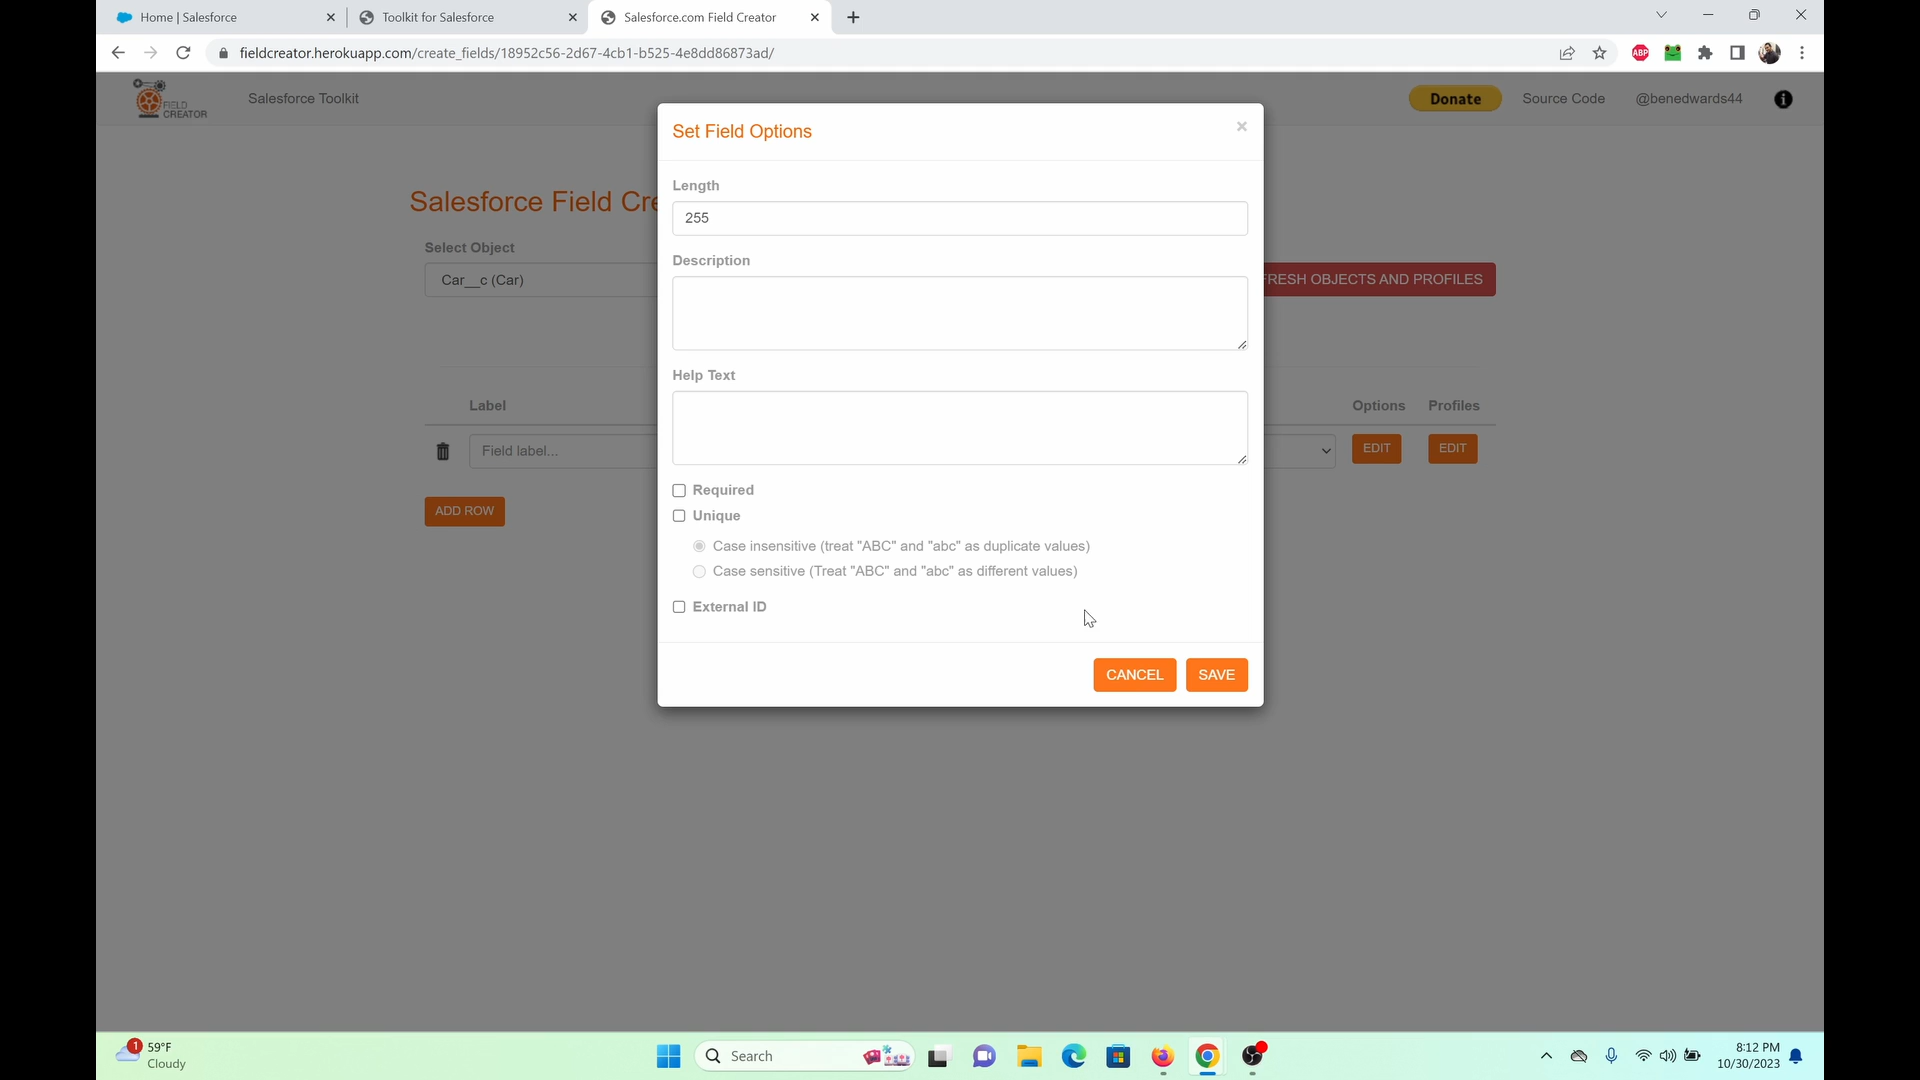 Home | Salesforce
Toolkit for Salesforce
Salesforce.com Field Creator
fieldcreator.herokuapp.com/create_fields/18952c56-2d67-4cb1-b525-4e8dd86873ad/
ABP
FIELD
CREATOR
Salesforce Toolkit
Donate
Source Code
@benedwards44
Set Field Options
Salesforce Field Cre
Length
255
Select Object
Description
Car__c (Car)
FRESH OBJECTS AND PROFILES
Help Text
Label
Options
Profiles
Field label...
EDIT
EDIT
Required
ADD ROW
Unique
Case insensitive (treat "ABC" and "abc" as duplicate values)
Case sensitive (Treat "ABC" and "abc" as different values)
External ID
CANCEL
SAVE
1
59°F
Cloudy
Search
8:12 PM
10/30/2023